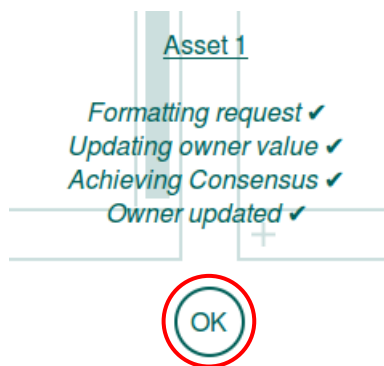 Asset 1
Formatting request ✔
Updating owner value ✔
Achieving Consensus ✔
Owner updated ✔
+
OK